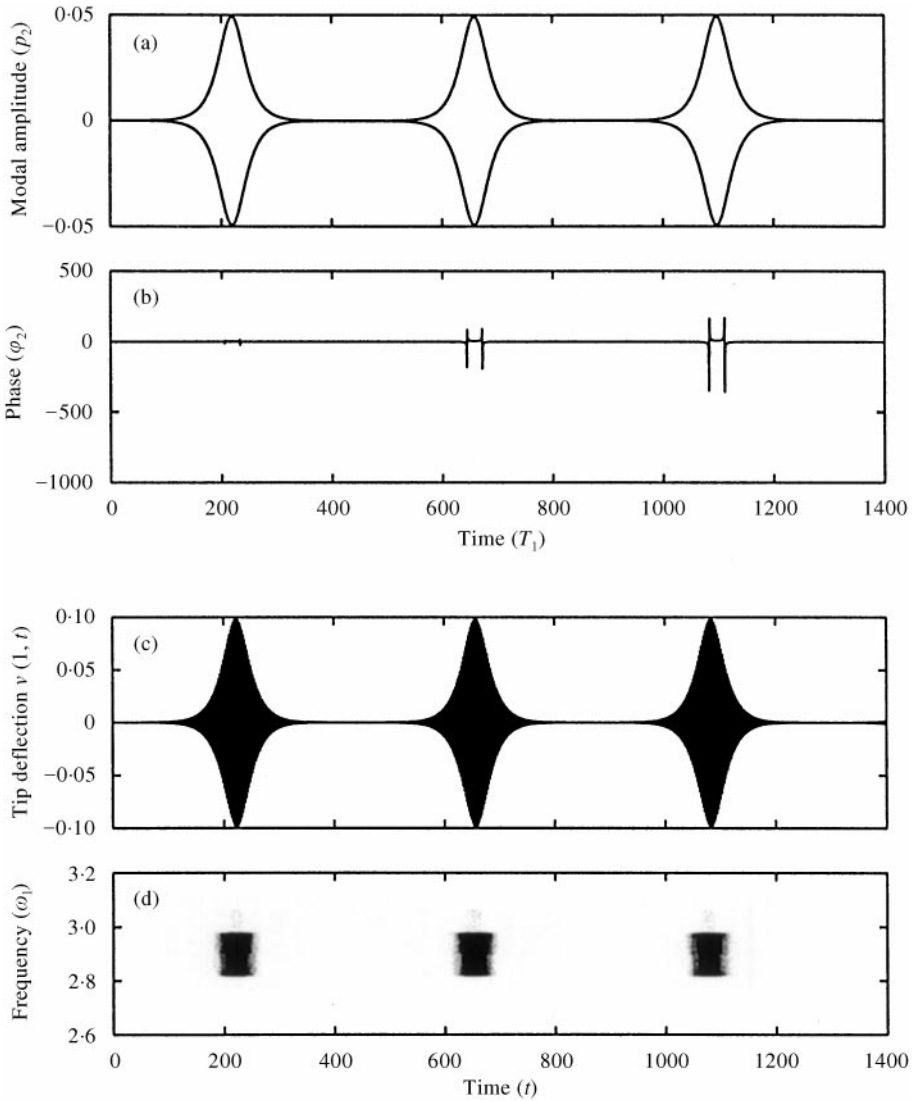 0·05
(a)
Modal amplitude (p₂)
0
−0·05
500
(b)
Phase (φ₂)
0
−500
−1000
0 200 400 600 800 1000 1200 1400
Time (T₁)
0·10
(c)
Tip deflection v (1, t)
0·05
0
−0·05
−0·10
3·2
(d)
Frequency (ω₁)
3·0
2·8
2·6
0 200 400 600 800 1000 1200 1400
Time (t)